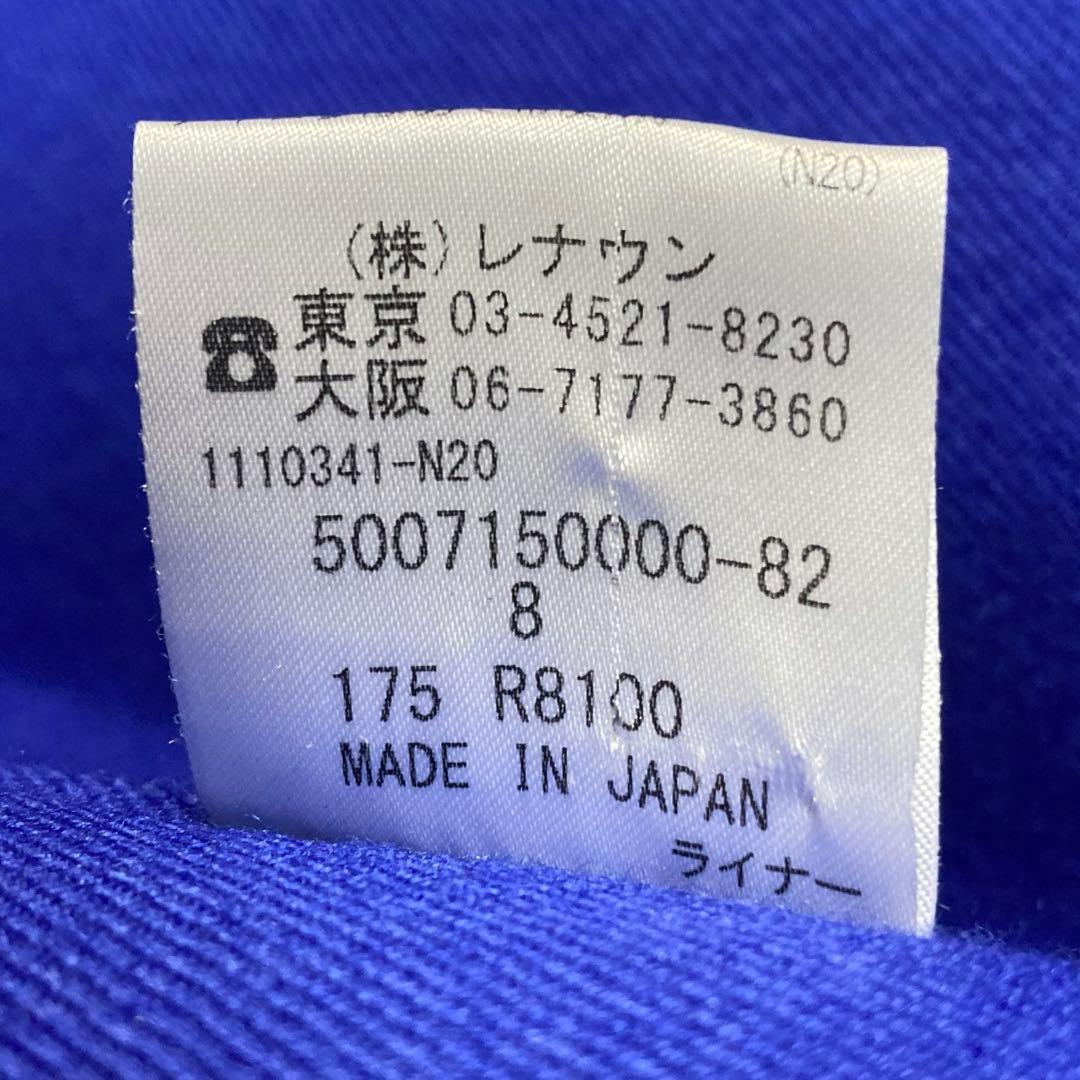 (N20)
(株)レナウン
☎東京 03-4521-8230
大阪 06-7177-3860
1110341-N20
5007150000-82
8
175 R8100
MADE IN JAPAN
ライナー